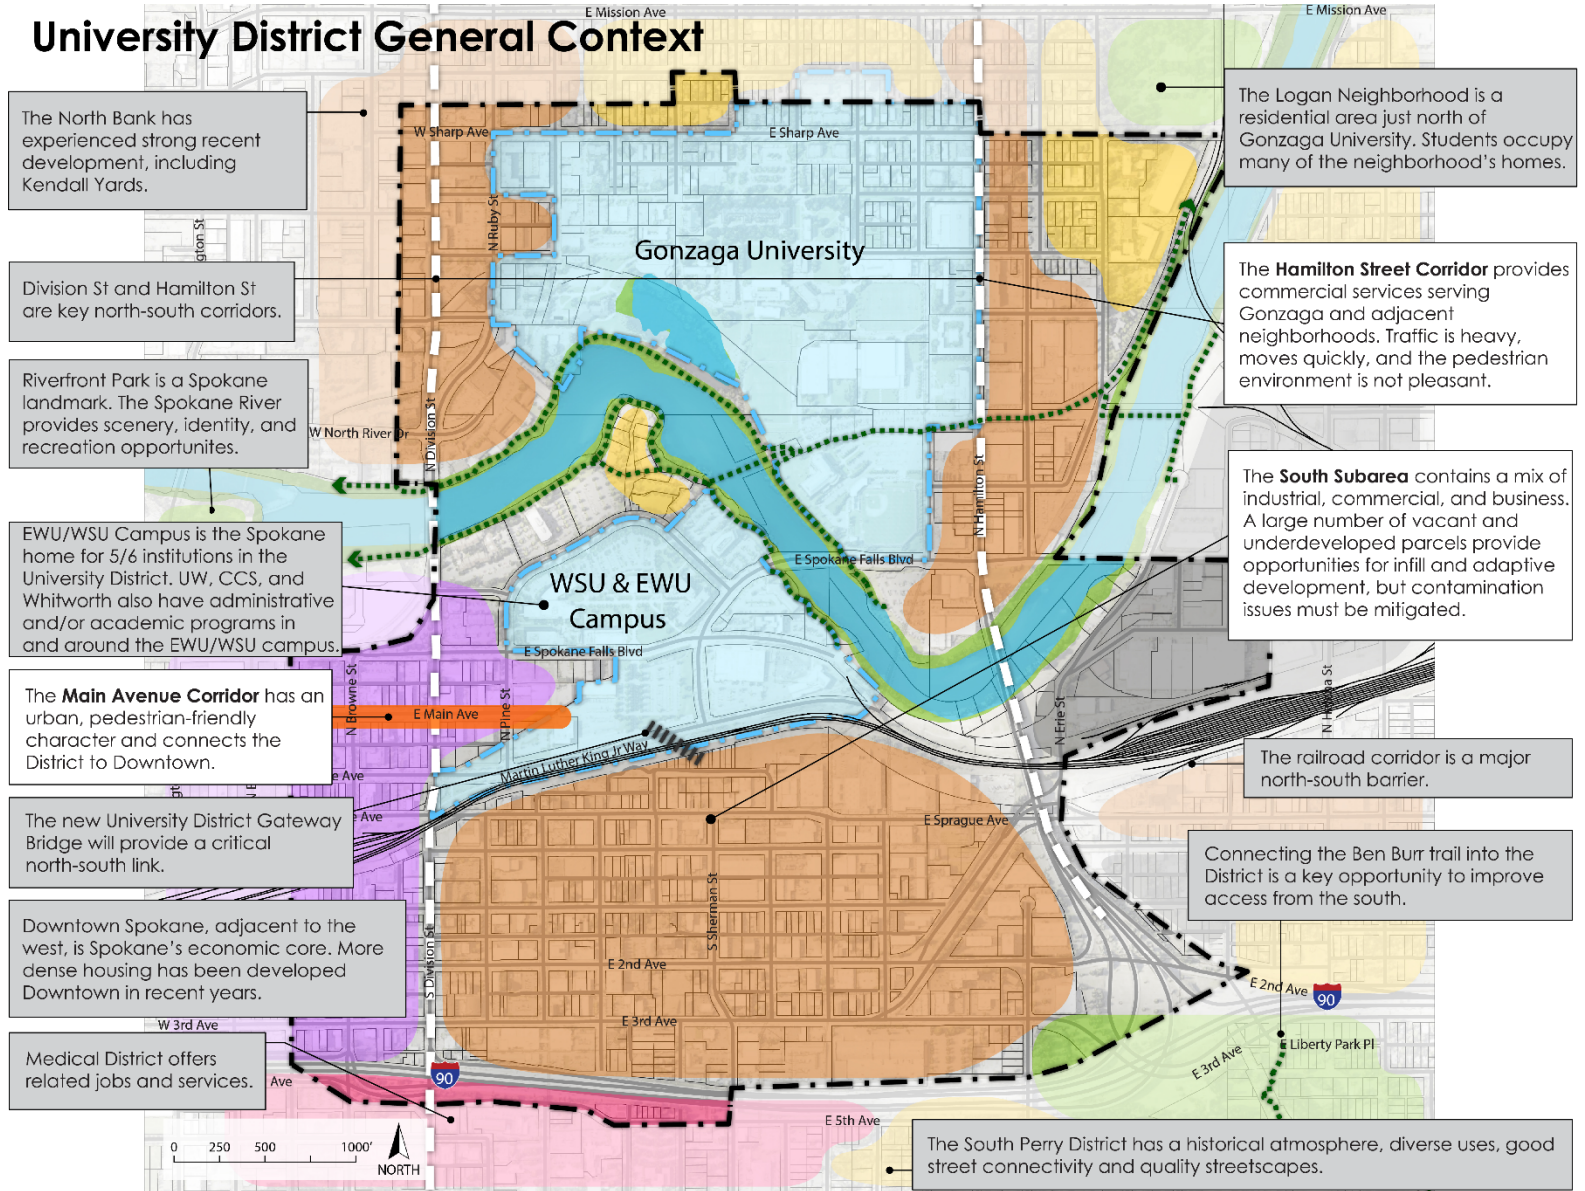 University District General Context
E Mission Ave
E Mission Ave
The North Bank has
experienced strong recent
development, including
Kendall Yards.
Division St and Hamilton St
are key north-south corridors.
Riverfront Park is a Spokane
landmark. The Spokane River
provides scenery, identity, and
recreation opportunites.
EWU/WSU Campus is the Spokane
home for 5/6 institutions in the
University District. UW, CCS, and
Whitworth also have administrative
and/or academic programs in
and around the EWU/WSU campus.
The Main Avenue Corridor has an
urban, pedestrian-friendly
character and connects the
District to Downtown.
The new University District Gateway
Bridge will provide a critical
north-south link.
Downtown Spokane, adjacent to the
west, is Spokane's economic core. More
dense housing has been developed
Downtown in recent years.
Medical District offers
related jobs and services.
The Logan Neighborhood is a
residential area just north of
Gonzaga University. Students occupy
many of the neighborhood's homes.
The Hamilton Street Corridor provides
commercial services serving
Gonzaga and adjacent
neighborhoods. Traffic is heavy,
moves quickly, and the pedestrian
environment is not pleasant.
The South Subarea contains a mix of
industrial, commercial, and business.
A large number of vacant and
underdeveloped parcels provide
opportunities for infill and adaptive
development, but contamination
issues must be mitigated.
The railroad corridor is a major
north-south barrier.
Connecting the Ben Burr trail into the
District is a key opportunity to improve
access from the south.
The South Perry District has a historical atmosphere, diverse uses, good
street connectivity and quality streetscapes.
W Sharp Ave
E Sharp Ave
N Ruby St
Gonzaga University
W North River Dr
N Division St
N Hamilton St
E Spokane Falls Blvd
WSU & EWU
Campus
E Spokane Falls Blvd
N Browne St
E Main Ave
N Pine St
Martin Luther King Jr Way
N Erie St
E Sprague Ave
S Sherman St
S Division St
E 2nd Ave
E 3rd Ave
W 3rd Ave
Ave
Ave
Ave
E 2nd Ave
90
E 3rd Ave
E Liberty Park Pl
90
E 5th Ave
0 250 500 1000'
NORTH